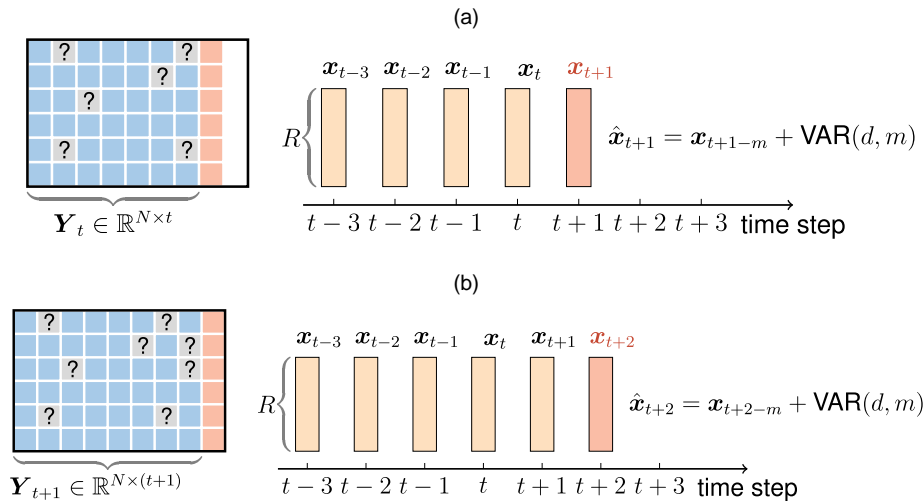 (a)
? ?
?
?
? ?
𝒀_t ∈ ℝ^{N×t}
x_{t−3} x_{t−2} x_{t−1} x_t x_{t+1}
R
x̂_{t+1} = x_{t+1−m} + VAR(d, m)
t − 3 t − 2 t − 1 t t + 1 t + 2 t + 3 time step
(b)
? ?
? ?
? ?
? ?
𝒀_{t+1} ∈ ℝ^{N×(t+1)}
x_{t−3} x_{t−2} x_{t−1} x_t x_{t+1} x_{t+2}
R
x̂_{t+2} = x_{t+2−m} + VAR(d, m)
t − 3 t − 2 t − 1 t t + 1 t + 2 t + 3 time step